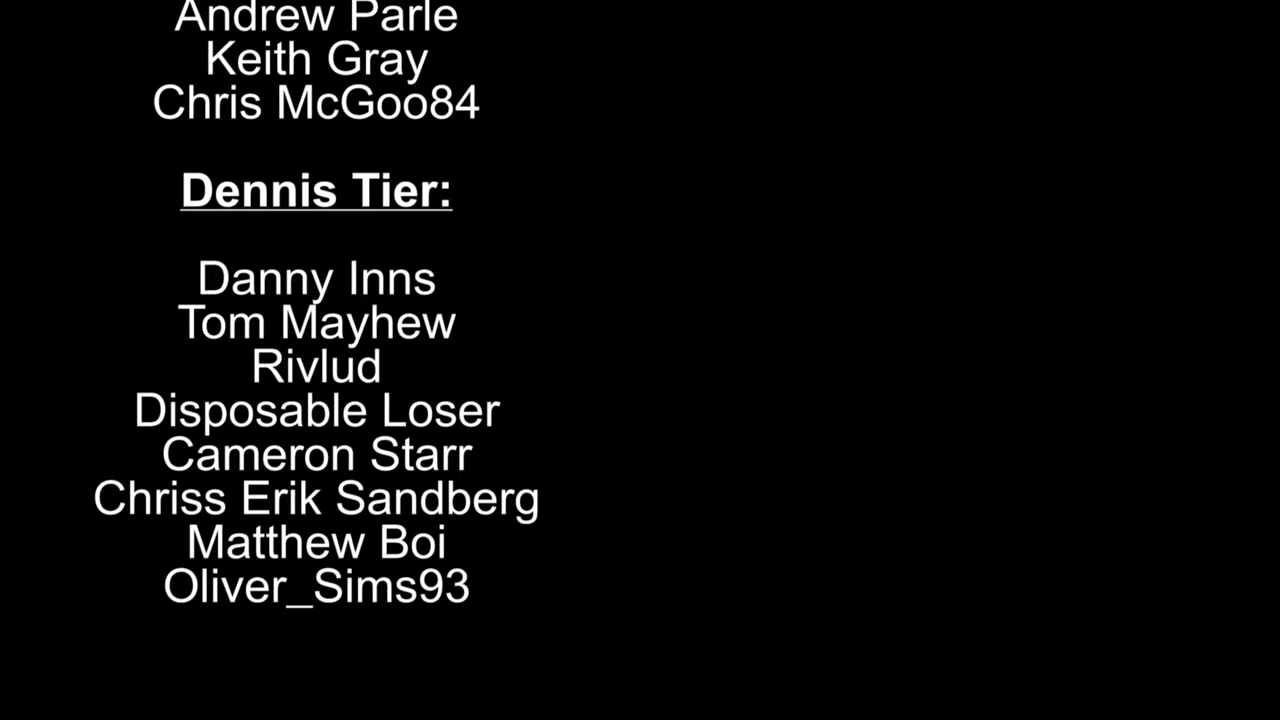 Andrew Parle
Keith Gray
Chris McGoo84
Dennis Tier:
Danny Inns
Tom Mayhew
Rivlud
Disposable Loser
Cameron Starr
Chriss Erik Sandberg
Matthew Boi
Oliver_Sims93